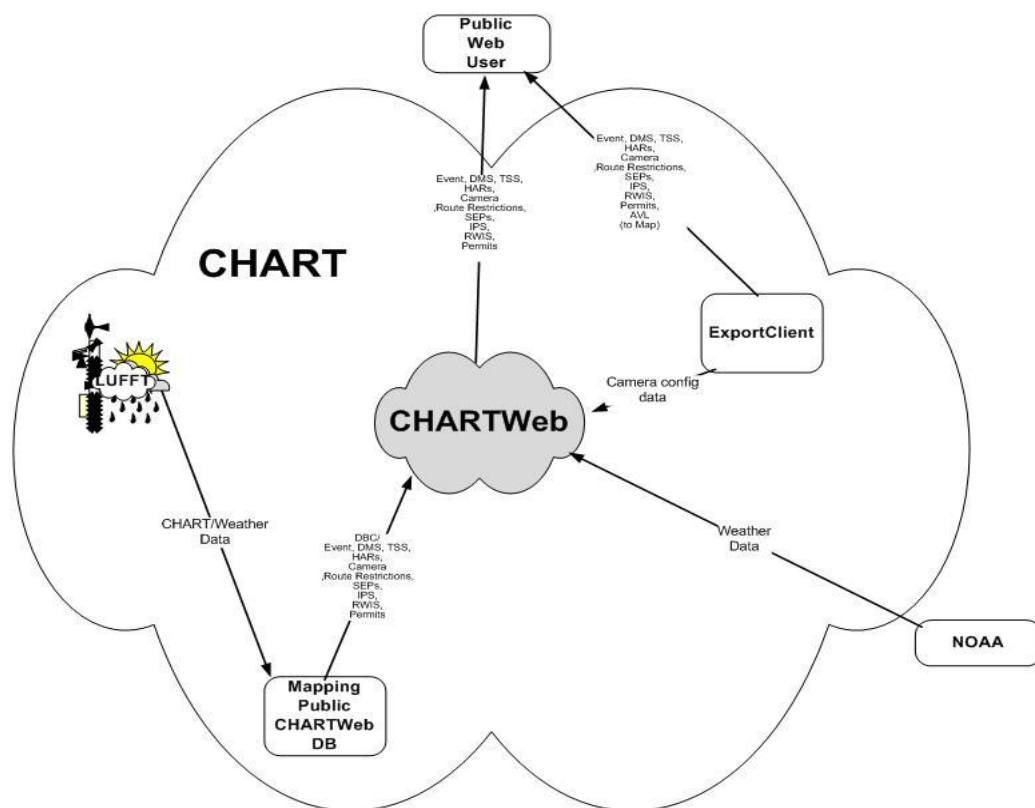 Public
Web
User
Event, DMS, TSS,
HARs,
Camera
,Route Restrictions,
SEPs,
IPS,
RWIS,
Permits,
AVL
(to Map)
Event, DMS, TSS,
HARs,
Camera
,Route Restrictions,
SEPs,
IPS,
RWIS,
Permits
CHART
ExportClient
LUFFT
Camera config
data
CHARTWeb
CHART/Weather
Data
DBC/
Event, DMS, TSS,
HARs,
Camera
,Route Restrictions,
SEPs,
IPS,
RWIS,
Permits
Weather
Data
NOAA
Mapping
Public
CHARTWeb
DB